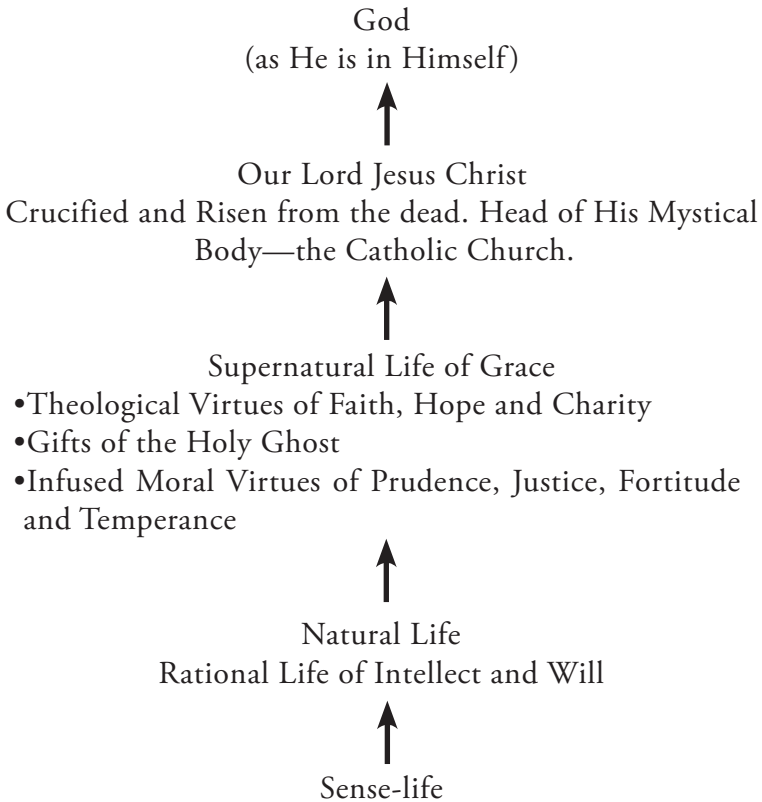 God
(as He is in Himself)
Our Lord Jesus Christ
Crucified and Risen from the dead. Head of His Mystical
Body—the Catholic Church.
Supernatural Life of Grace
•Theological Virtues of Faith, Hope and Charity
•Gifts of the Holy Ghost
•Infused Moral Virtues of Prudence, Justice, Fortitude
and Temperance
Natural Life
Rational Life of Intellect and Will
Sense-life